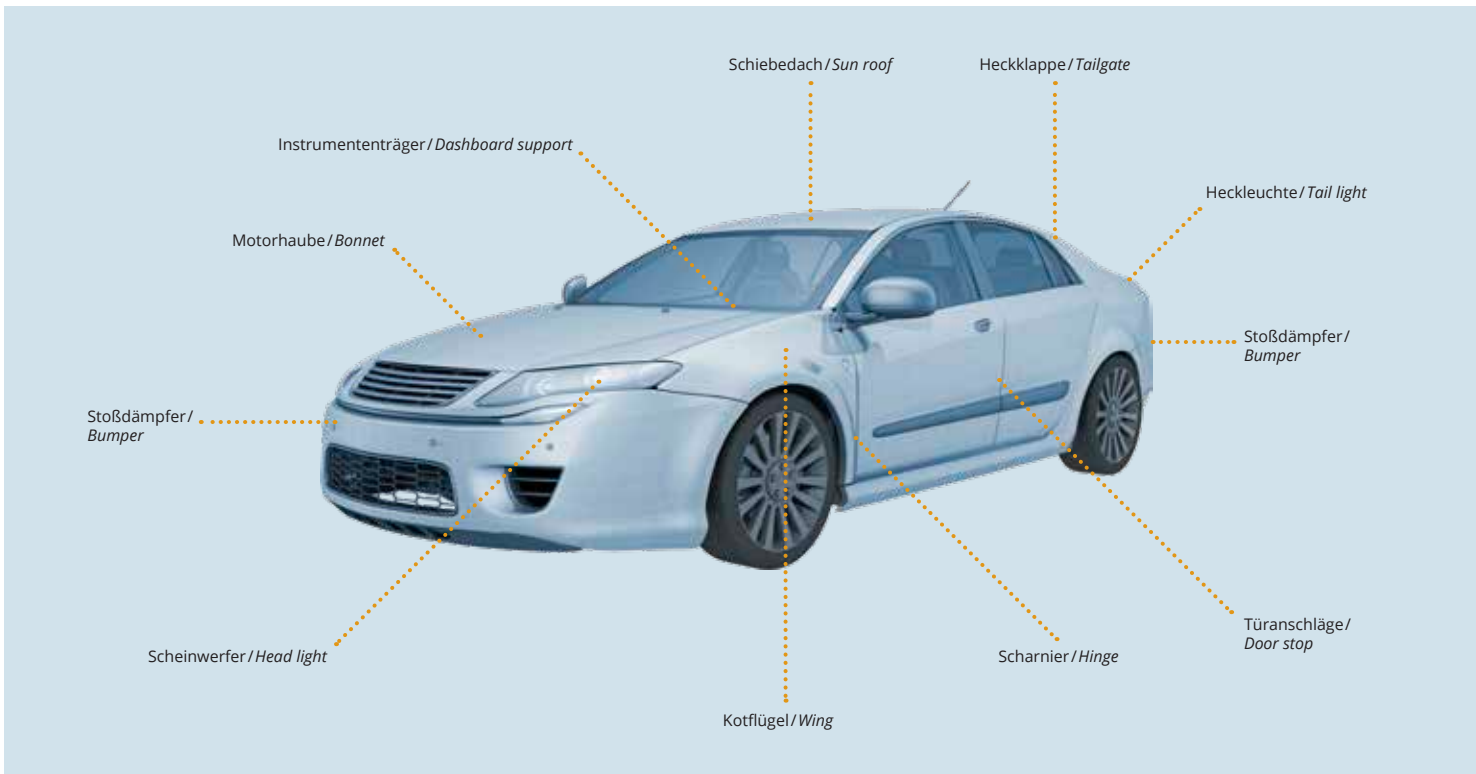 Schiebedach/Sun roof
Heckklappe/Tailgate
Instrumententräger/Dashboard support
Heckleuchte/Tail light
Motorhaube/Bonnet
Stoßdämpfer/
Bumper
Stoßdämpfer/
Bumper
Türanschläge/
Door stop
Scheinwerfer/Head light
Scharnier/Hinge
Kotflügel/Wing